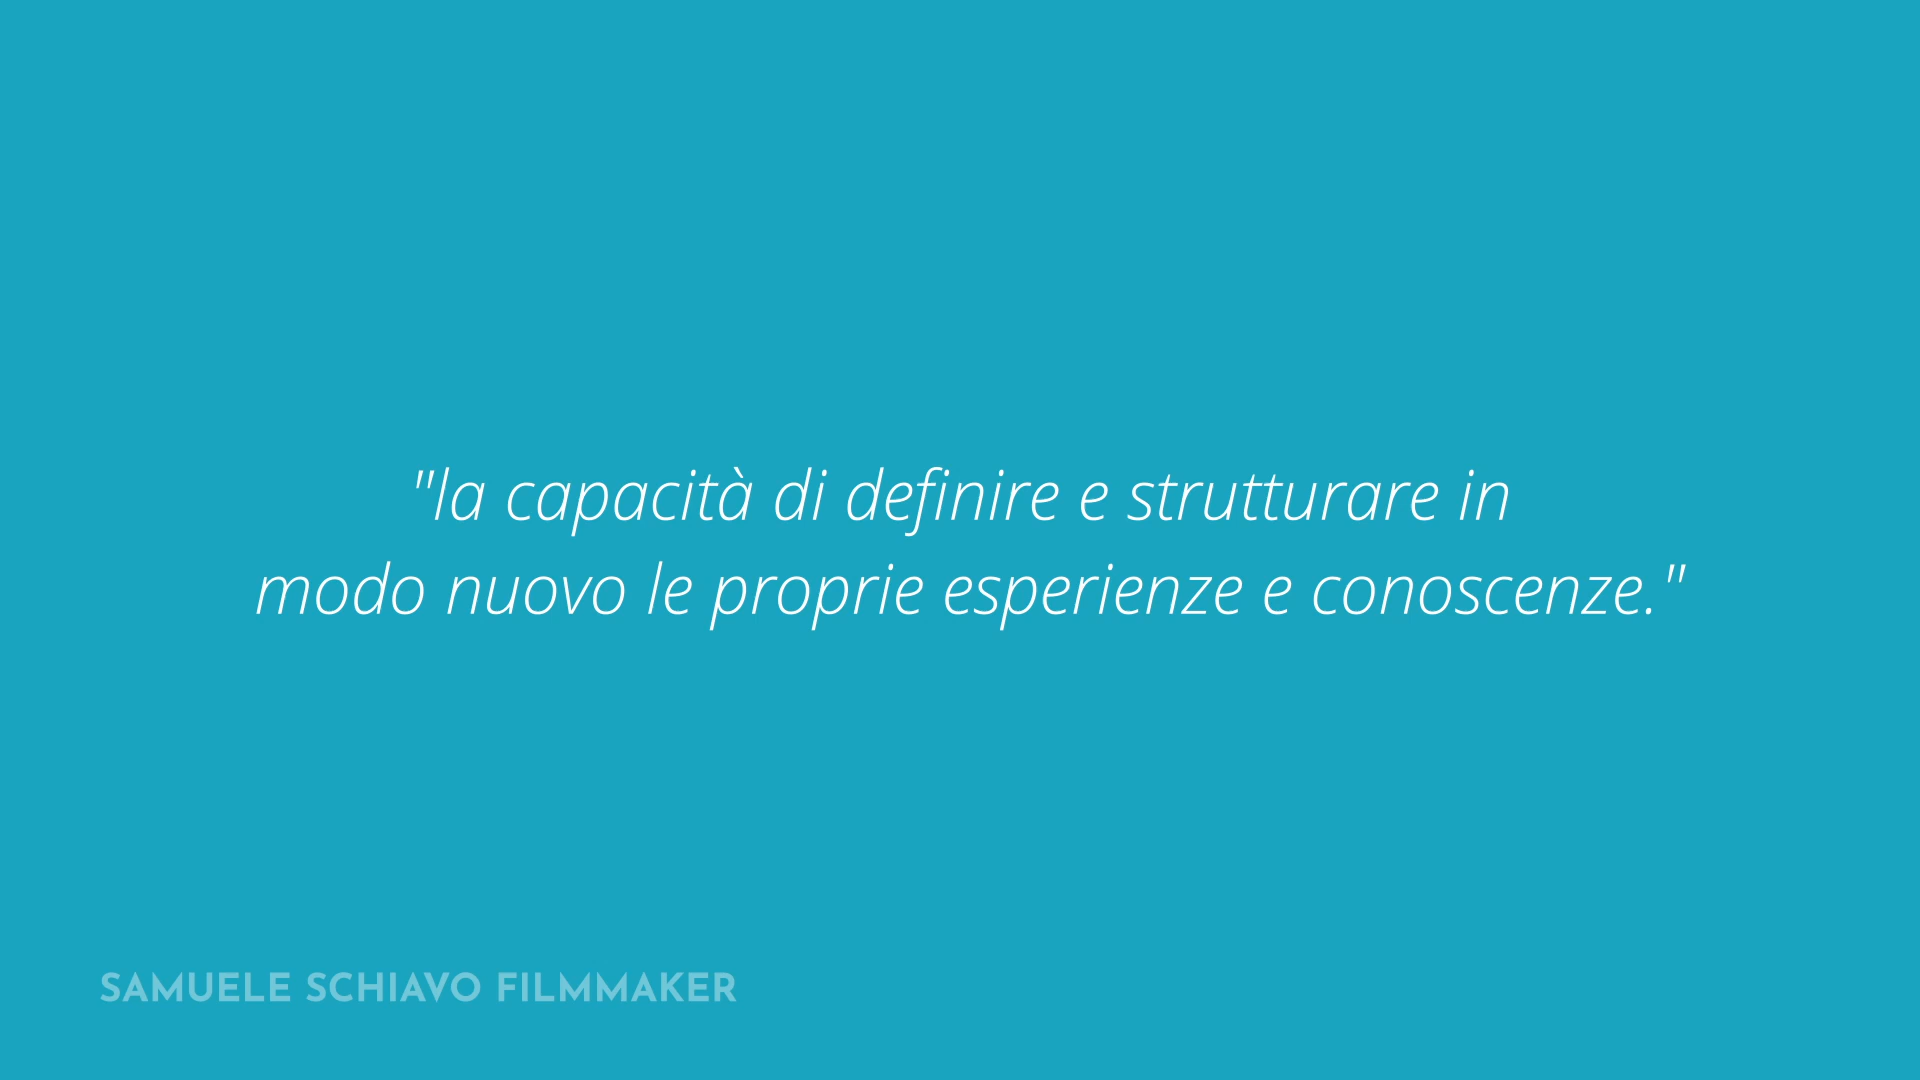 "la capacità di definire e strutturare in
modo nuovo le proprie esperienze e conoscenze."
SAMUELE SCHIAVO FILMMAKER